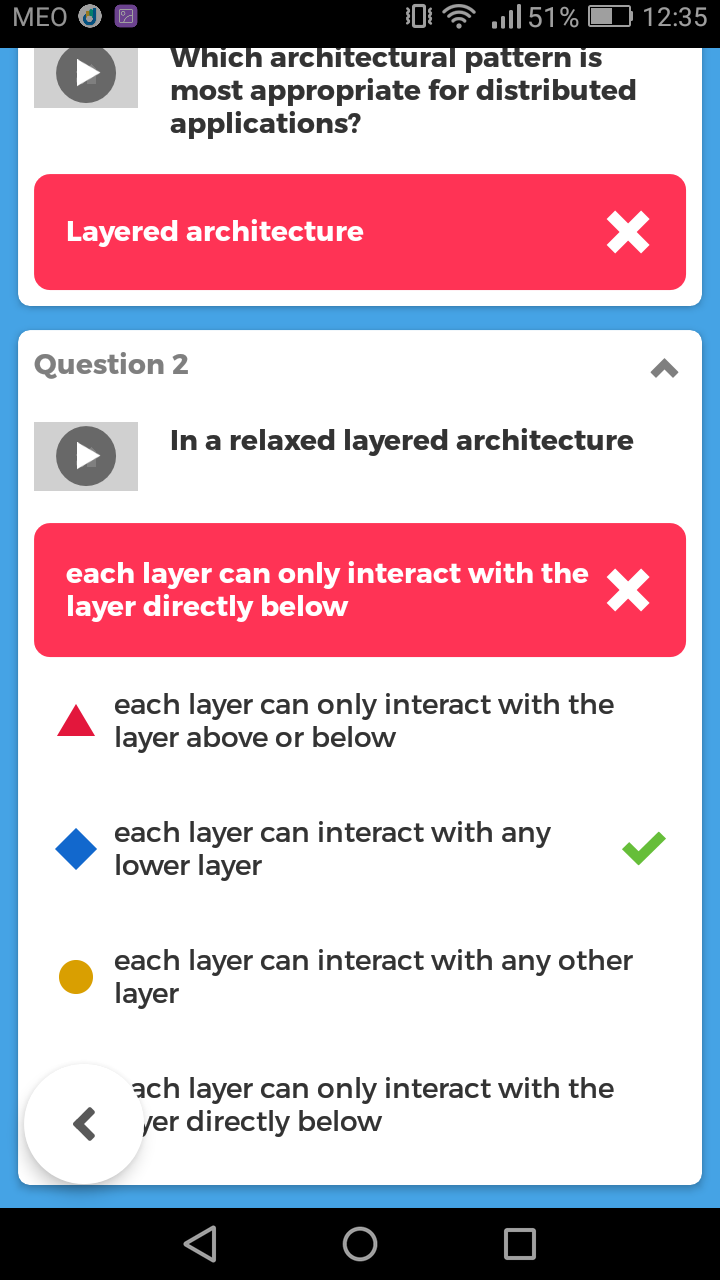 MEO 51% 12:35
Which architectural pattern is
most appropriate for distributed
applications?
Layered architecture
Question 2
In a relaxed layered architecture
each layer can only interact with the
layer directly below
each layer can only interact with the
layer above or below
each layer can interact with any
lower layer
each layer can interact with any other
layer
ach layer can only interact with the
yer directly below